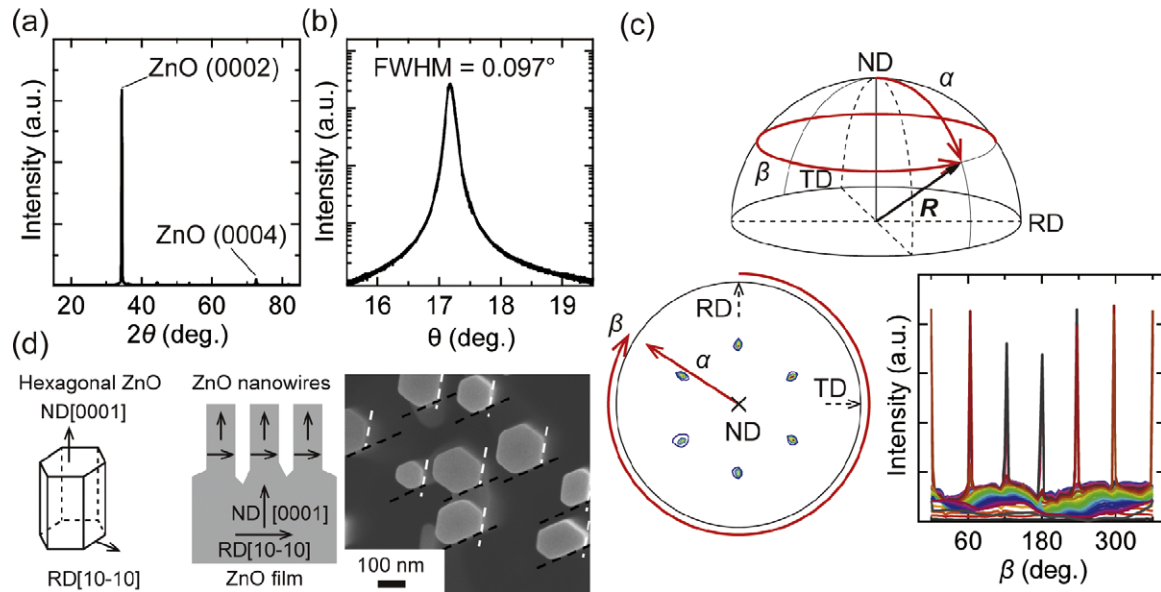 (a)
Intensity (a.u.)
ZnO (0002)
ZnO (0004)
20 40 60 80
2θ (deg.)
(b)
Intensity (a.u.)
FWHM = 0.097°
16 17 18 19
θ (deg.)
(c)
ND
α
β
TD
R
RD
β
RD
α
TD
ND
Intensity (a.u.)
60 180 300
β (deg.)
(d)
Hexagonal ZnO
ND[0001]
RD[10-10]
ZnO nanowires
ND [0001]
RD[10-10]
ZnO film
100 nm